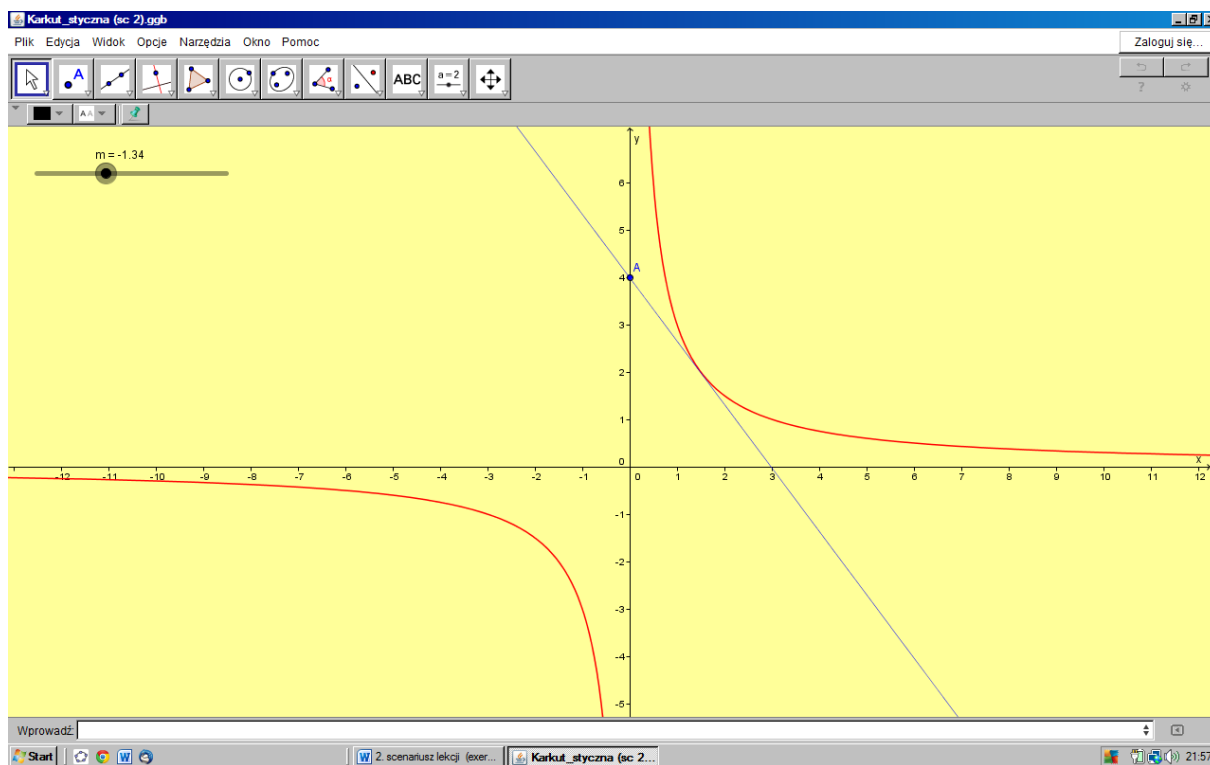 Karkut_styczna (sc 2).ggb
Plik Edycja Widok Opcje Narzędzia Okno Pomoc
Zaloguj się...
A α ABC a=2
?
AA
m = -1.34
y
6
5
A
4
3
2
1
0
x
-12 -11 -10 -9 -8 -7 -6 -5 -4 -3 -2 -1 0 1 2 3 4 5 6 7 8 9 10 11 12
-1
-2
-3
-4
-5
Wprowadź:
Start W 2. scenariusz lekcji (exer... Karkut_styczna (sc 2... 21:57